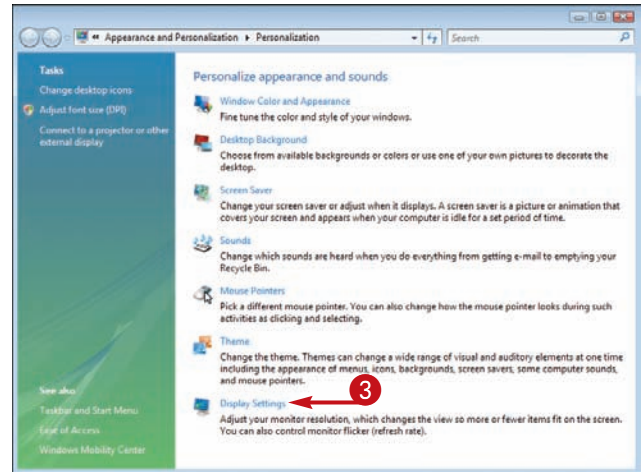 « Appearance and Personalization ▸ Personalization
Search
Tasks
Change desktop icons
Adjust font size (DPI)
Connect to a projector or other
external display
See also
Taskbar and Start Menu
Ease of Access
Windows Mobility Center
Personalize appearance and sounds
Window Color and Appearance
Fine tune the color and style of your windows.
Desktop Background
Choose from available backgrounds or colors or use one of your own pictures to decorate the
desktop.
Screen Saver
Change your screen saver or adjust when it displays. A screen saver is a picture or animation that
covers your screen and appears when your computer is idle for a set period of time.
Sounds
Change which sounds are heard when you do everything from getting e-mail to emptying your
Recycle Bin.
Mouse Pointers
Pick a different mouse pointer. You can also change how the mouse pointer looks during such
activities as clicking and selecting.
Theme
Change the theme. Themes can change a wide range of visual and auditory elements at one time
including the appearance of menus, icons, backgrounds, screen savers, some computer sounds,
and mouse pointers.
3
Display Settings
Adjust your monitor resolution, which changes the view so more or fewer items fit on the screen.
You can also control monitor flicker (refresh rate).